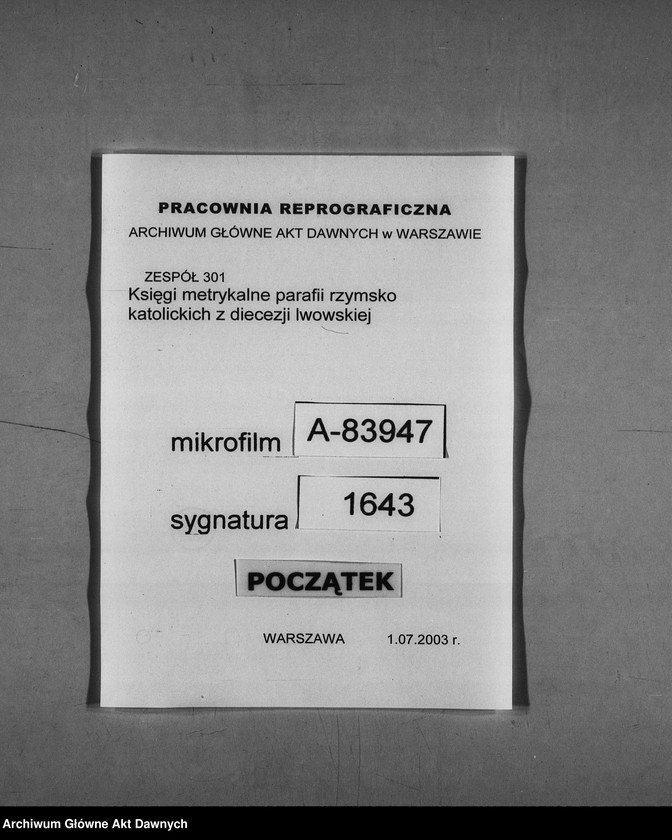 PRACOWNIA REPROGRAFICZNA
ARCHIWUM GŁÓWNE AKT DAWNYCH w WARSZAWIE
ZESPÓŁ 301
Księgi metrykalne parafii rzymsko
katolickich z diecezji lwowskiej
mikrofilm A-83947
sygnatura 1643
POCZĄTEK
WARSZAWA 1.07.2003 r.
Archiwum Główne Akt Dawnych